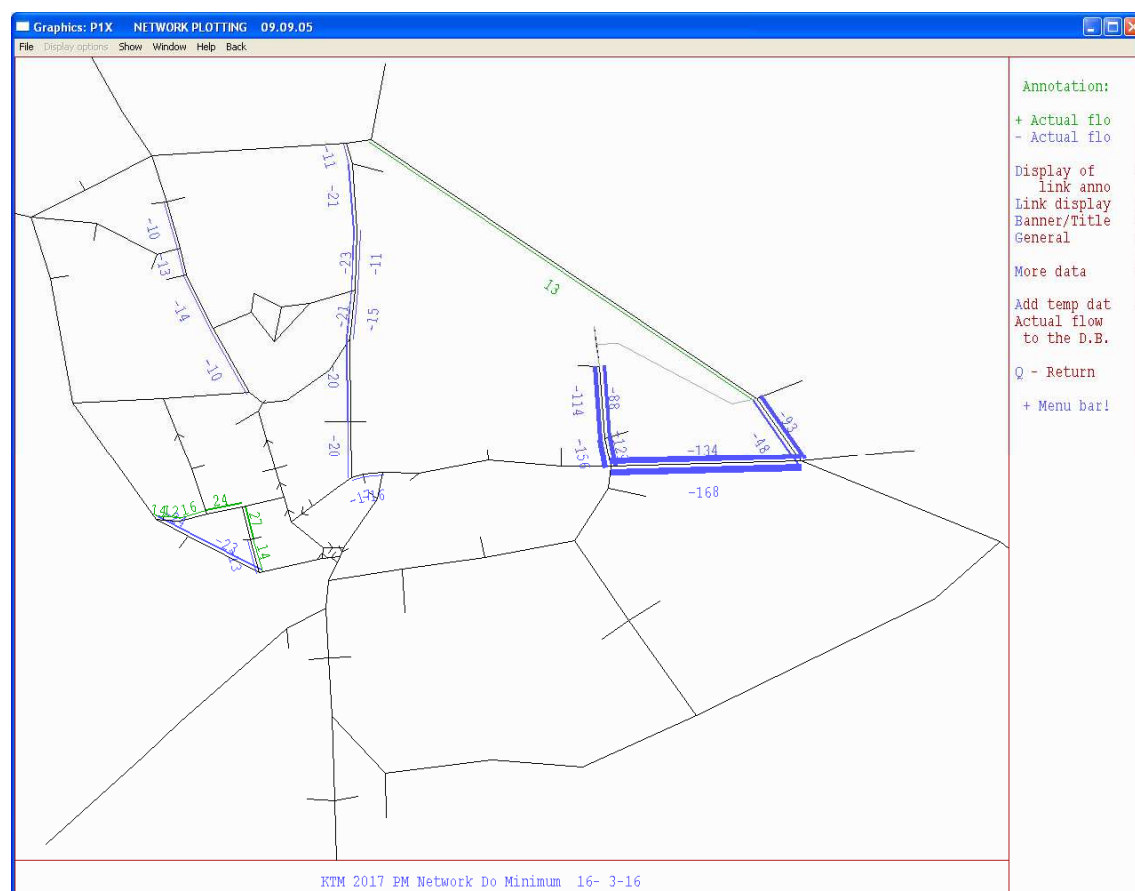 Graphics: P1X NETWORK PLOTTING 09.09.05
File Display options Show Window Help Back
Annotation:
+ Actual flo
- Actual flo
Display of
link anno
Link display
Banner/Title
General
More data
Add temp dat
Actual flow
to the D.B.
Q - Return
+ Menu bar!
-11
-21
-10
-13
-23
-11
-14
-21
-15
13
-10
-20
-114
-88
-93
-20
-156
-134
-48
-168
24
16
27
14
-23
KTM 2017 PM Network Do Minimum 16- 3-16